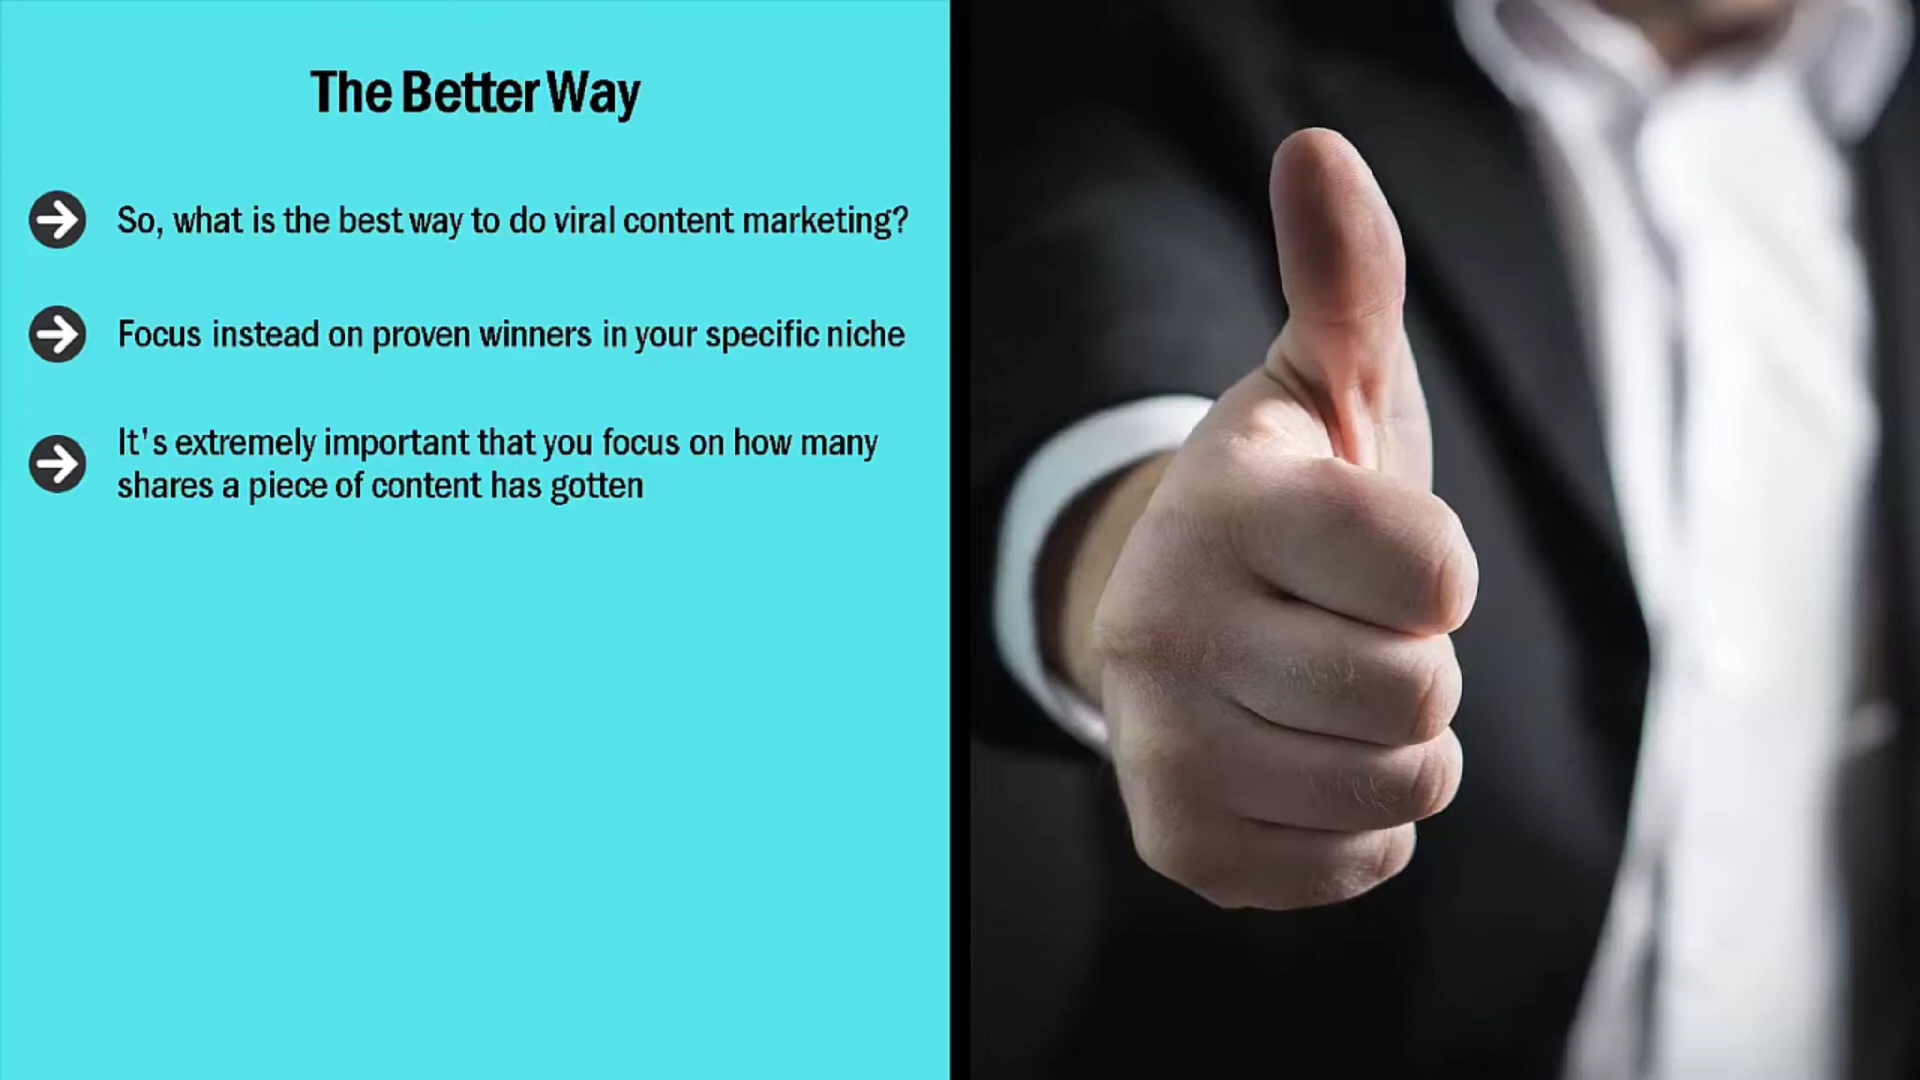 The Better Way
So, what is the best way to do viral content marketing?
Focus instead on proven winners in your specific niche
It's extremely important that you focus on how many
shares a piece of content has gotten